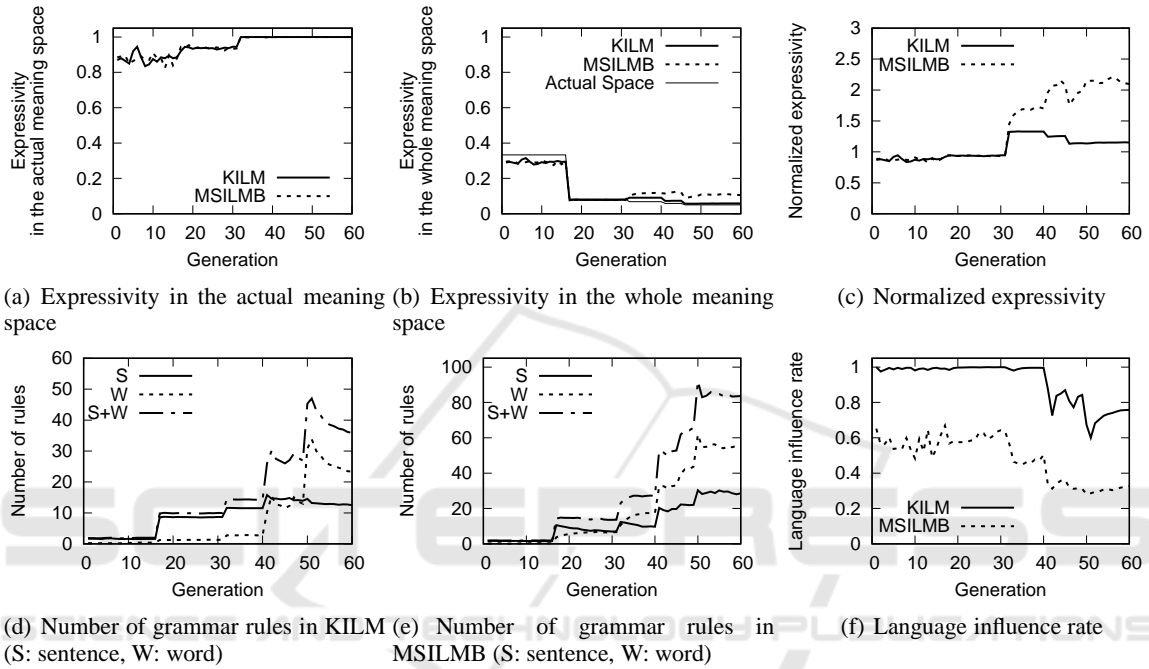 Expressivity
in the actual meaning space
1
0.8
0.6
0.4
0.2
0
KILM
MSILMB
0 10 20 30 40 50 60
Generation
(a) Expressivity in the actual meaning space
Expressivity
in the whole meaning space
1
0.8
0.6
0.4
0.2
0
KILM
MSILMB
Actual Space
0 10 20 30 40 50 60
Generation
(b) Expressivity in the whole meaning space
Normalized expressivity
3
2.5
2
1.5
1
0.5
0
KILM
MSILMB
0 10 20 30 40 50 60
Generation
(c) Normalized expressivity
Number of rules
60
50
40
30
20
10
0
S
W
S+W
0 10 20 30 40 50 60
Generation
(d) Number of grammar rules in KILM
(S: sentence, W: word)
Number of rules
100
80
60
40
20
0
S
W
S+W
0 10 20 30 40 50 60
Generation
(e) Number of grammar rules in
MSILMB (S: sentence, W: word)
Language influence rate
1
0.8
0.6
0.4
0.2
0
KILM
MSILMB
0 10 20 30 40 50 60
Generation
(f) Language influence rate
SCITEPRESS
SCIENCE AND TECHNOLOGY PUBLICATIONS